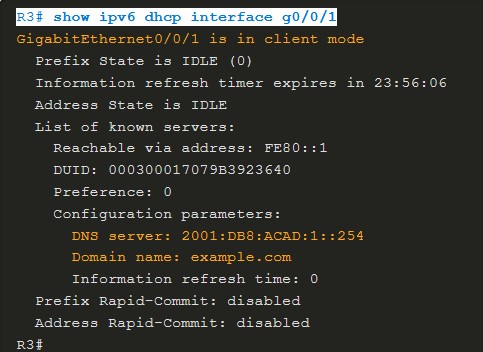 R3# show ipv6 dhcp interface g0/0/1
GigabitEthernet0/0/1 is in client mode
Prefix State is IDLE (0)
Information refresh timer expires in 23:56:06
Address State is IDLE
List of known servers:
Reachable via address: FE80::1
DUID: 000300017079B3923640
Preference: 0
Configuration parameters:
DNS server: 2001:DB8:ACAD:1::254
Domain name: example.com
Information refresh time: 0
Prefix Rapid-Commit: disabled
Address Rapid-Commit: disabled
R3#